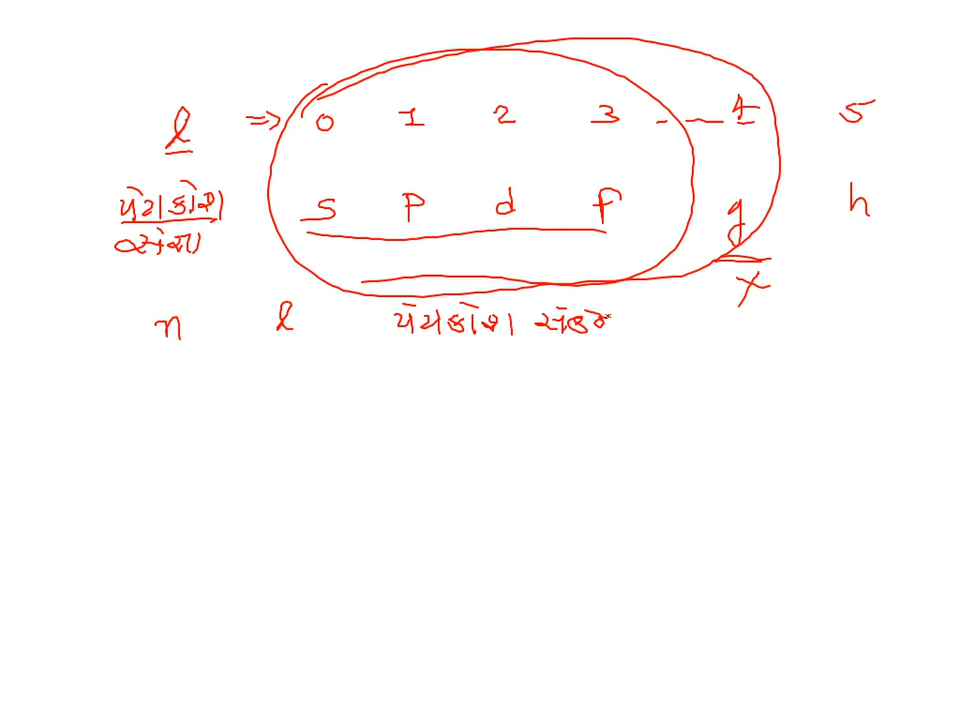 l ⇒ 0 1 2 3 - - 4 5
પેટાકોશ s p d f g h
સંજ્ઞા x
n l પેટાકોશ સંકે